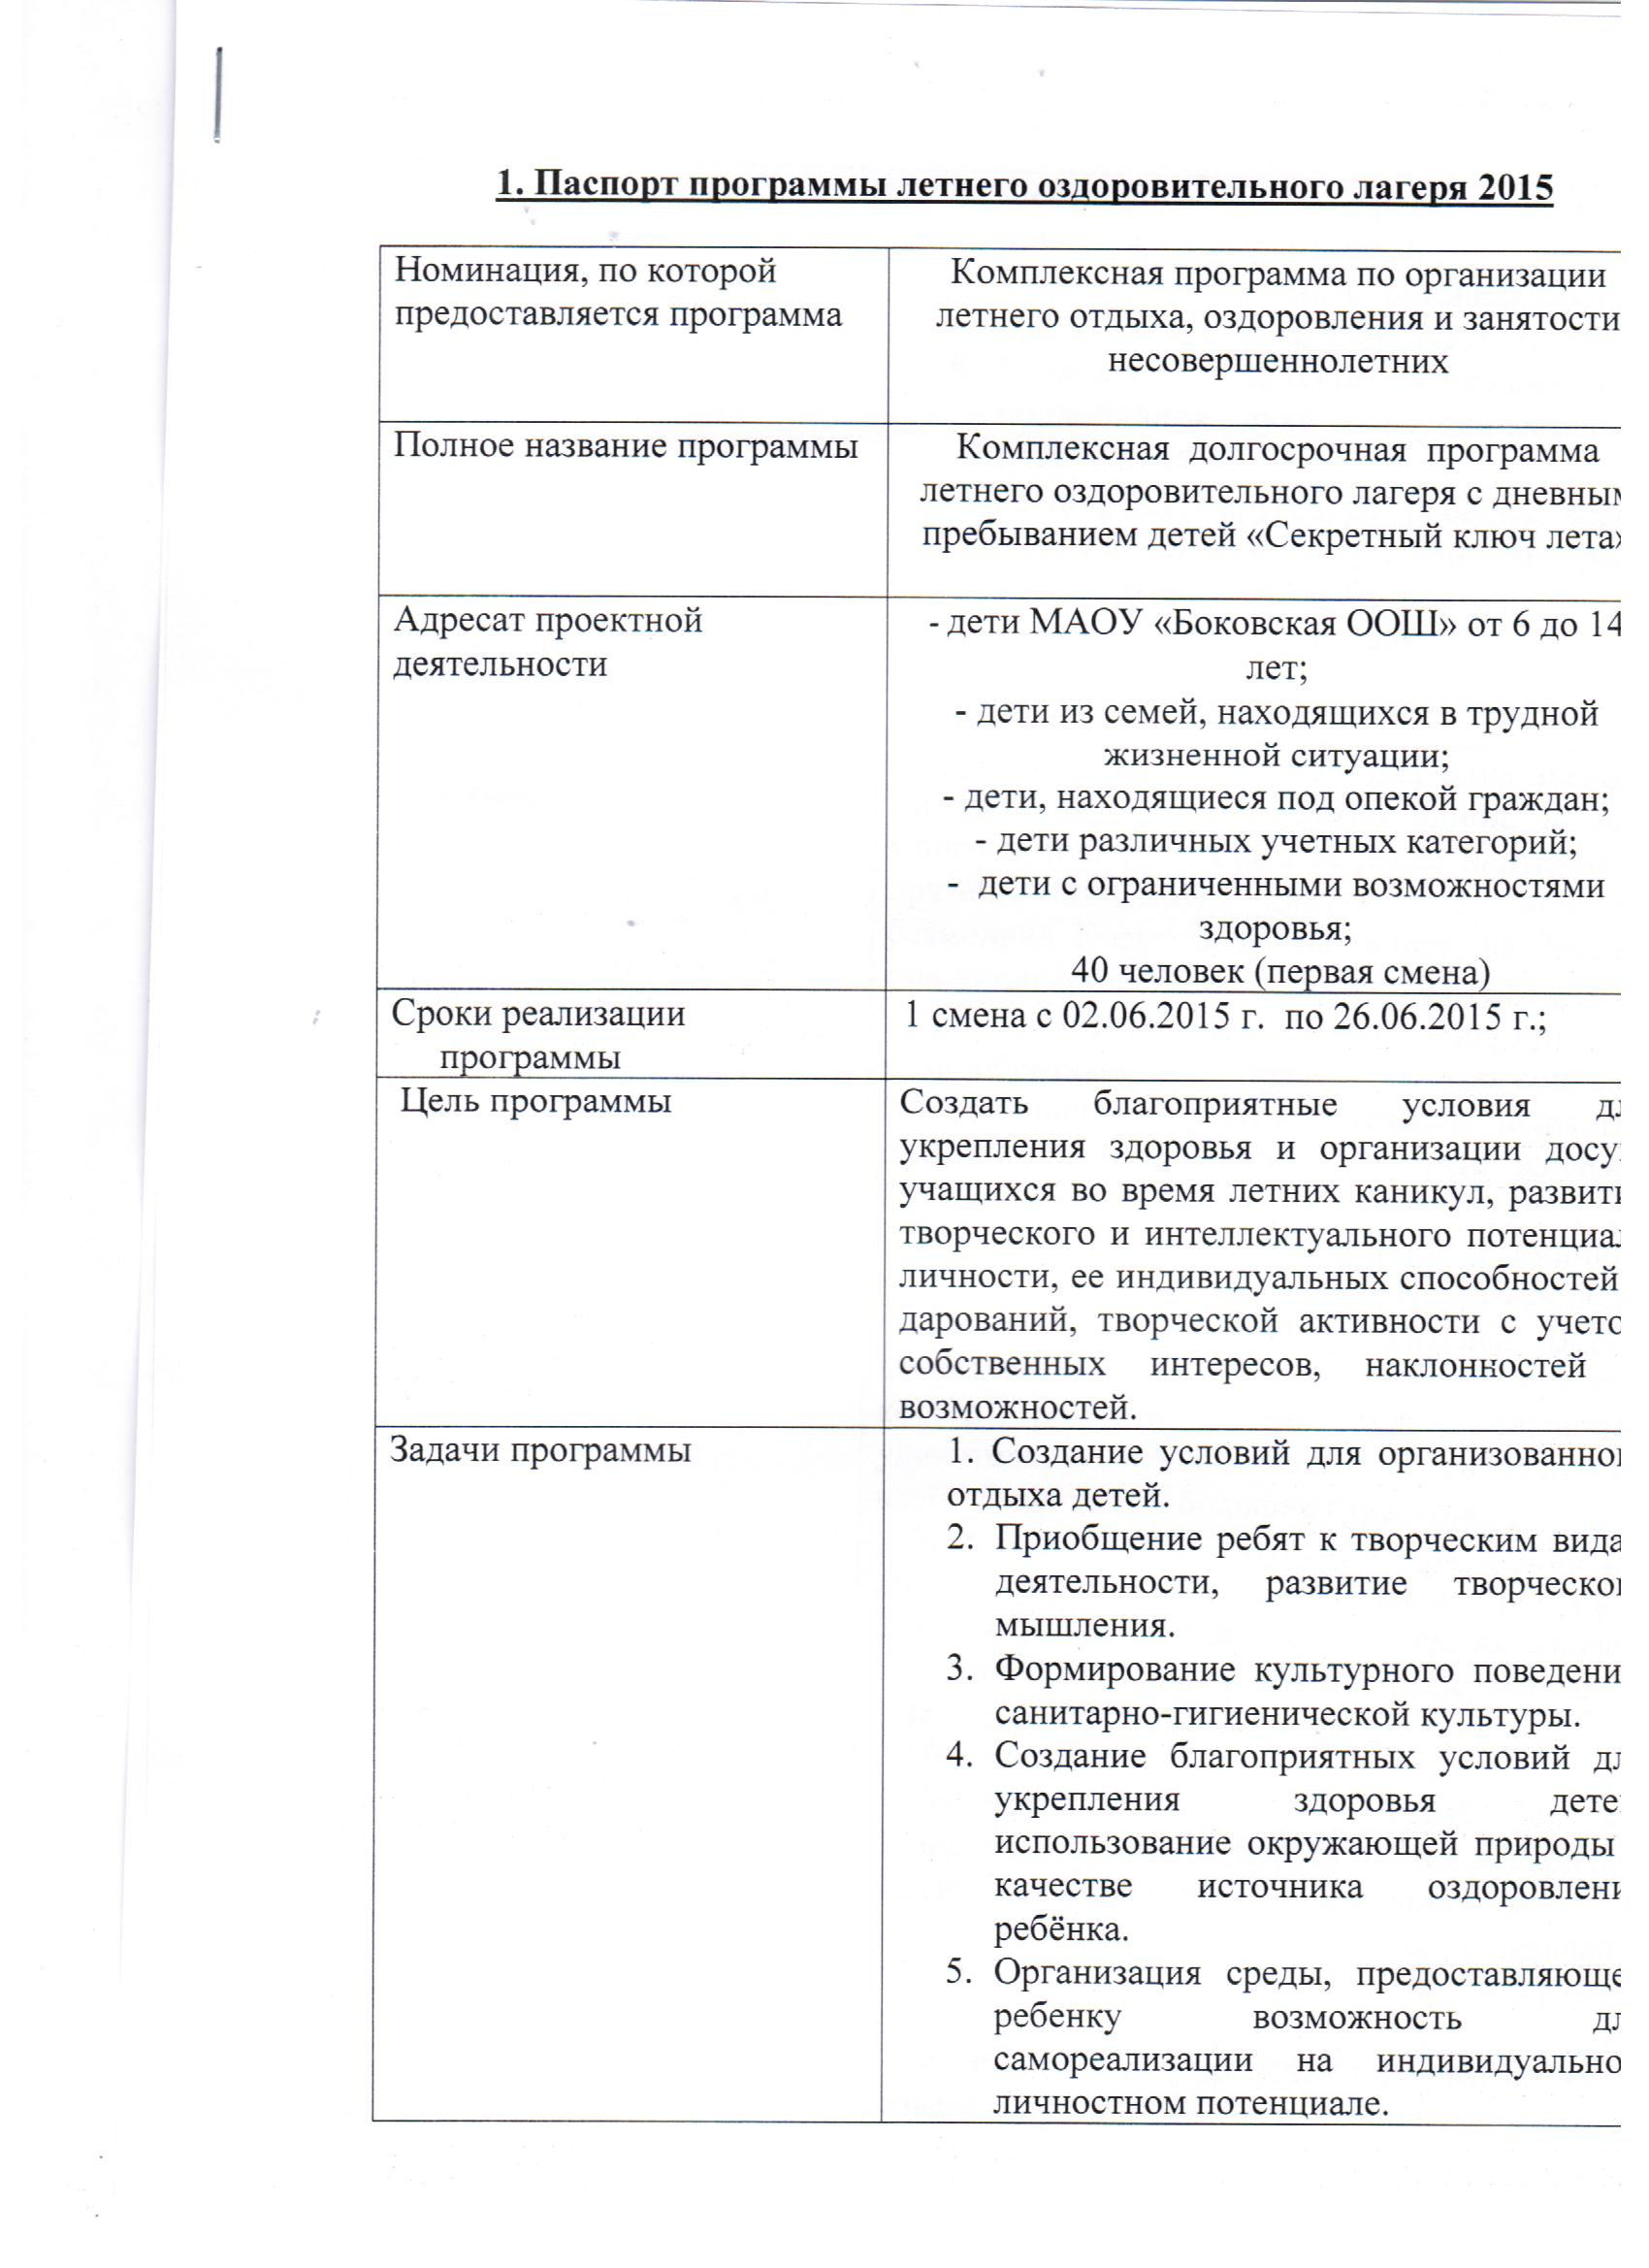 1. Паспорт программы летнего оздоровительного лагеря 2015
Номинация, по которой
предоставляется программа
Комплексная программа по организации
летнего отдыха, оздоровления и занятости
несовершеннолетних
Полное название программы
Комплексная долгосрочная программа
летнего оздоровительного лагеря с дневным
пребыванием детей «Секретный ключ лета»
Адресат проектной
деятельности
- дети МАОУ «Боковская ООШ» от 6 до 14
лет;
- дети из семей, находящихся в трудной
жизненной ситуации;
- дети, находящиеся под опекой граждан;
- дети различных учетных категорий;
- дети с ограниченными возможностями
здоровья;
40 человек (первая смена)
Сроки реализации
программы
1 смена с 02.06.2015 г. по 26.06.2015 г.;
Цель программы
Создать благоприятные условия
укрепления здоровья и организации
учащихся во время летних каникул,
творческого и интеллектуального
личности, ее индивидуальных способностей
дарований, творческой активности с
собственных интересов, наклонностей
возможностей.
Задачи программы
1. Создание условий для
отдыха детей.
2. Приобщение ребят к творческим
деятельности, развитие
мышления.
3. Формирование культурного
санитарно-гигиенической культуры.
4. Создание благоприятных условий
укрепления здоровья
использование окружающей природы
качестве источника
ребёнка.
5. Организация среды,
ребенку возможность
самореализации на
личностном потенциале.